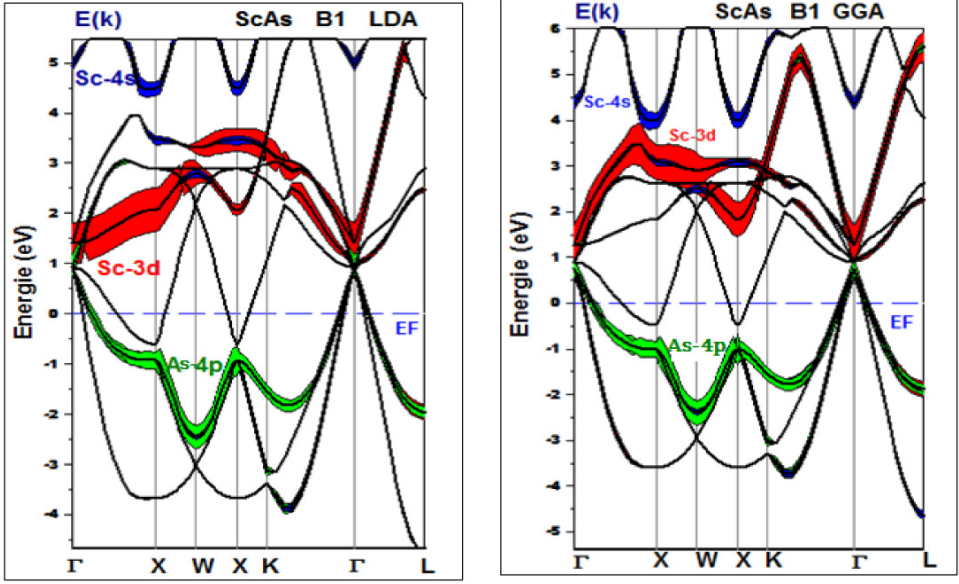 E(k) ScAs B1 LDA
Energie (eV)
5
4
3
2
1
0
-1
-2
-3
-4
Sc-4s
Sc-3d
EF
As-4p
Γ X W X K Γ L
E(k) ScAs B1 GGA
Energie (eV)
6
5
4
3
2
1
0
-1
-2
-3
-4
-5
Sc-4s
Sc-3d
EF
As-4p
Γ X W X K Γ L